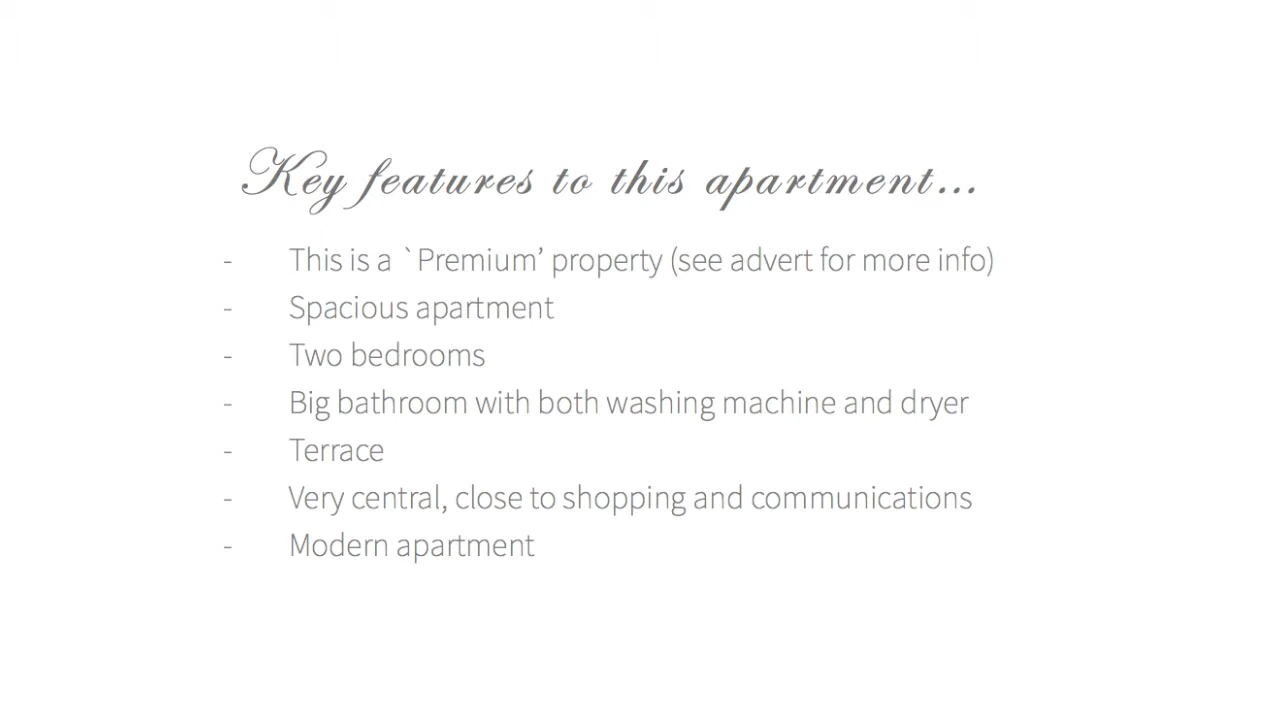 Key features to this apartment...
- This is a `Premium’ property (see advert for more info)
- Spacious apartment
- Two bedrooms
- Big bathroom with both washing machine and dryer
- Terrace
- Very central, close to shopping and communications
- Modern apartment